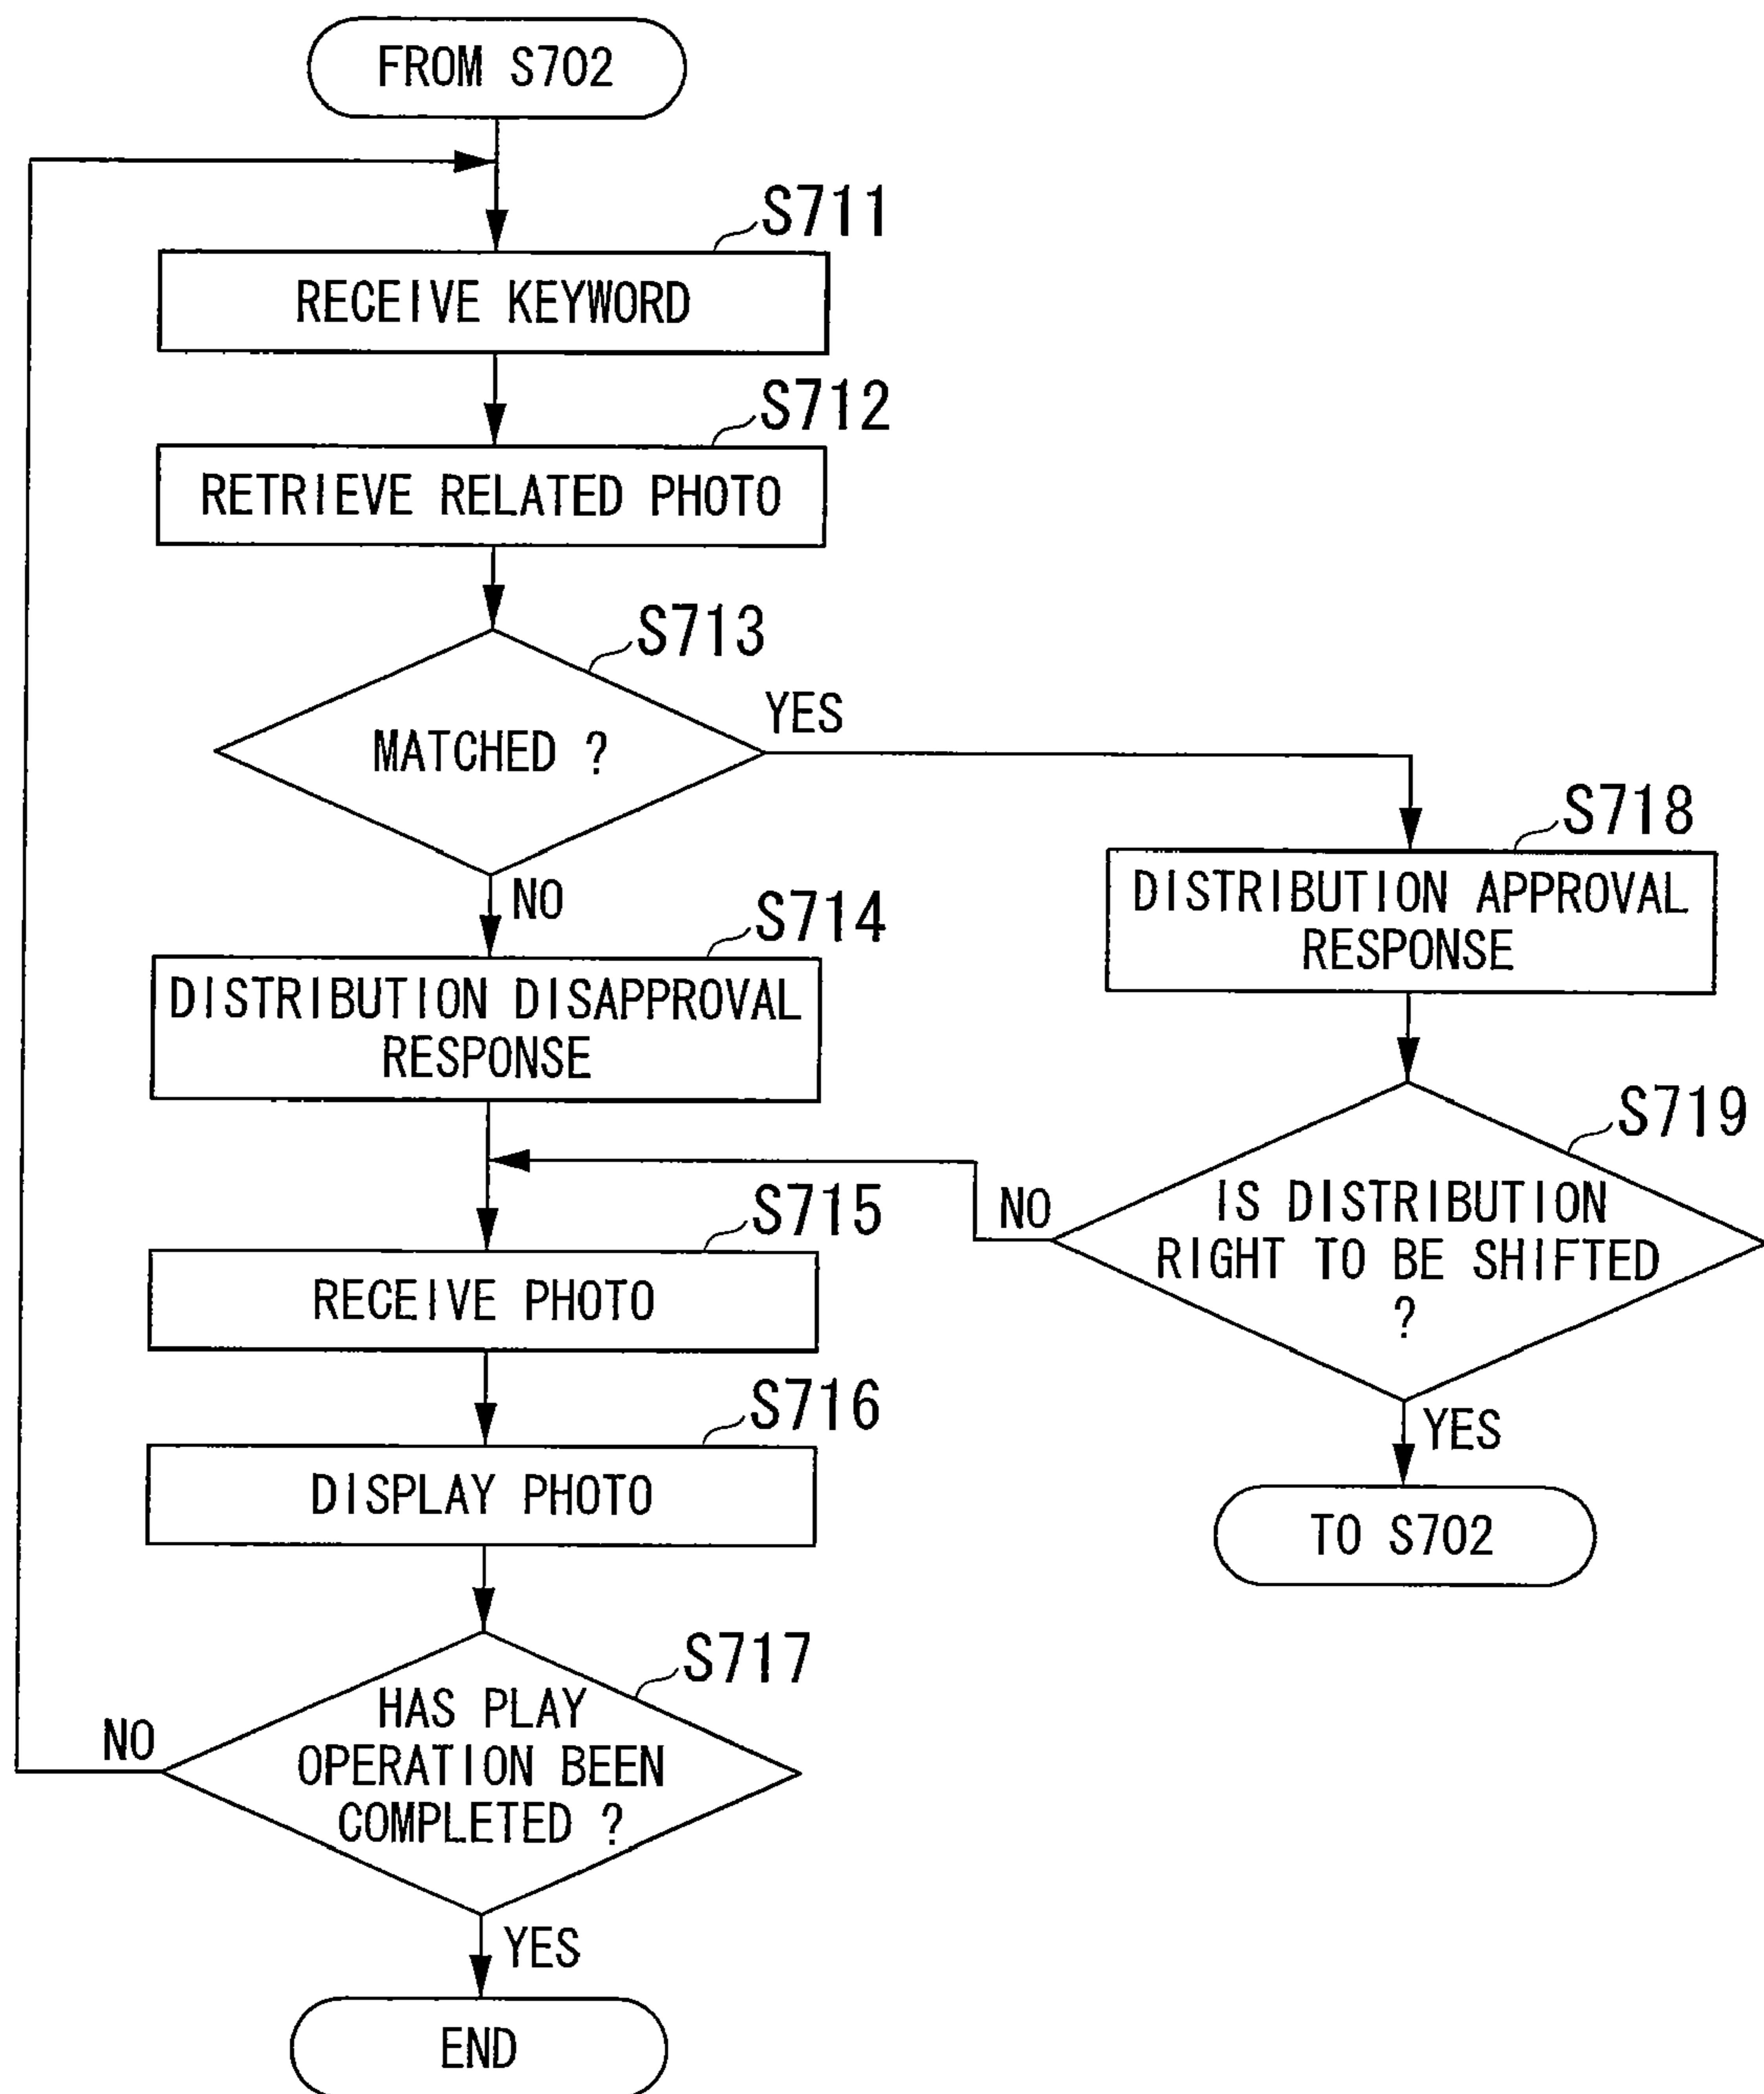 FROM S702
S711
RECEIVE KEYWORD
S712
RETRIEVE RELATED PHOTO
S713
MATCHED ?
YES
NO
S714
DISTRIBUTION DISAPPROVAL
RESPONSE
S718
DISTRIBUTION APPROVAL
RESPONSE
S719
IS DISTRIBUTION
RIGHT TO BE SHIFTED
?
NO
YES
TO S702
S715
RECEIVE PHOTO
S716
DISPLAY PHOTO
S717
HAS PLAY
OPERATION BEEN
COMPLETED ?
NO
YES
END